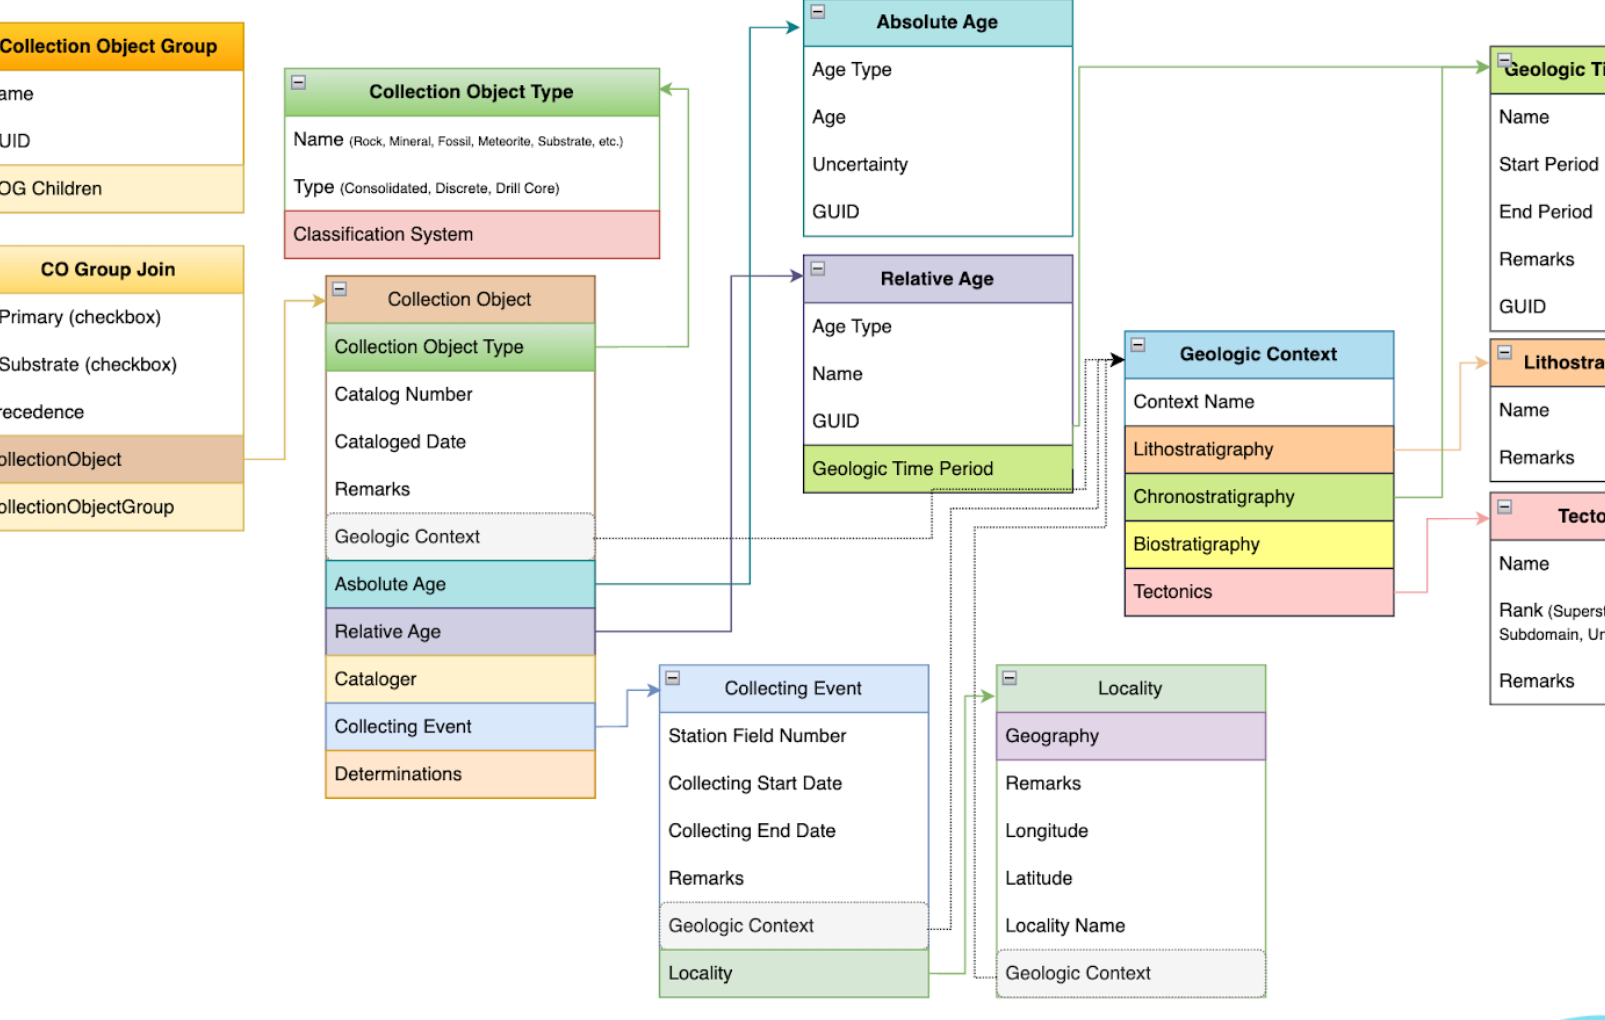 Collection Object Group
ame
UID
OG Children
CO Group Join
Primary (checkbox)
Substrate (checkbox)
recedence
ollectionObject
ollectionObjectGroup
Collection Object Type
Name (Rock, Mineral, Fossil, Meteorite, Substrate, etc.)
Type (Consolidated, Discrete, Drill Core)
Classification System
Collection Object
Collection Object Type
Catalog Number
Cataloged Date
Remarks
Geologic Context
Asbolute Age
Relative Age
Cataloger
Collecting Event
Determinations
Absolute Age
Age Type
Age
Uncertainty
GUID
Relative Age
Age Type
Name
GUID
Geologic Time Period
Collecting Event
Station Field Number
Collecting Start Date
Collecting End Date
Remarks
Geologic Context
Locality
Locality
Geography
Remarks
Longitude
Latitude
Locality Name
Geologic Context
Geologic Context
Context Name
Lithostratigraphy
Chronostratigraphy
Biostratigraphy
Tectonics
Geologic Ti
Name
Start Period
End Period
Remarks
GUID
Lithostra
Name
Remarks
Tecto
Name
Rank (Superst
Subdomain, Un
Remarks